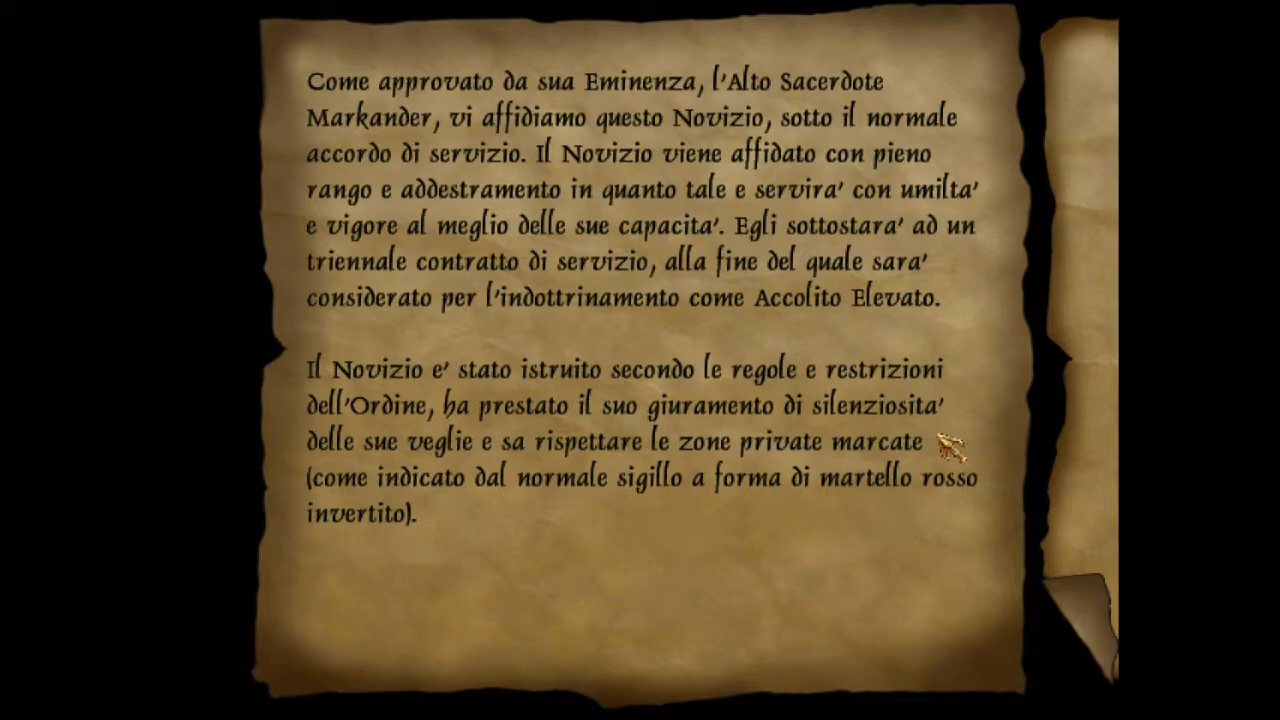 Come approvato da sua Eminenza, l'Alto Sacerdote
Markander, vi affidiamo questo Novizio, sotto il normale
accordo di servizio. Il Novizio viene affidato con pieno
rango e addestramento in quanto tale e servira' con umilta'
e vigore al meglio delle sue capacita'. Egli sottostara' ad un
triennale contratto di servizio, alla fine del quale sara'
considerato per l'indottrinamento come Accolito Elevato.

Il Novizio e' stato istruito secondo le regole e restrizioni
dell'Ordine, ha prestato il suo giuramento di silenziosita'
delle sue veglie e sa rispettare le zone private marcate
(come indicato dal normale sigillo a forma di martello rosso
invertito).